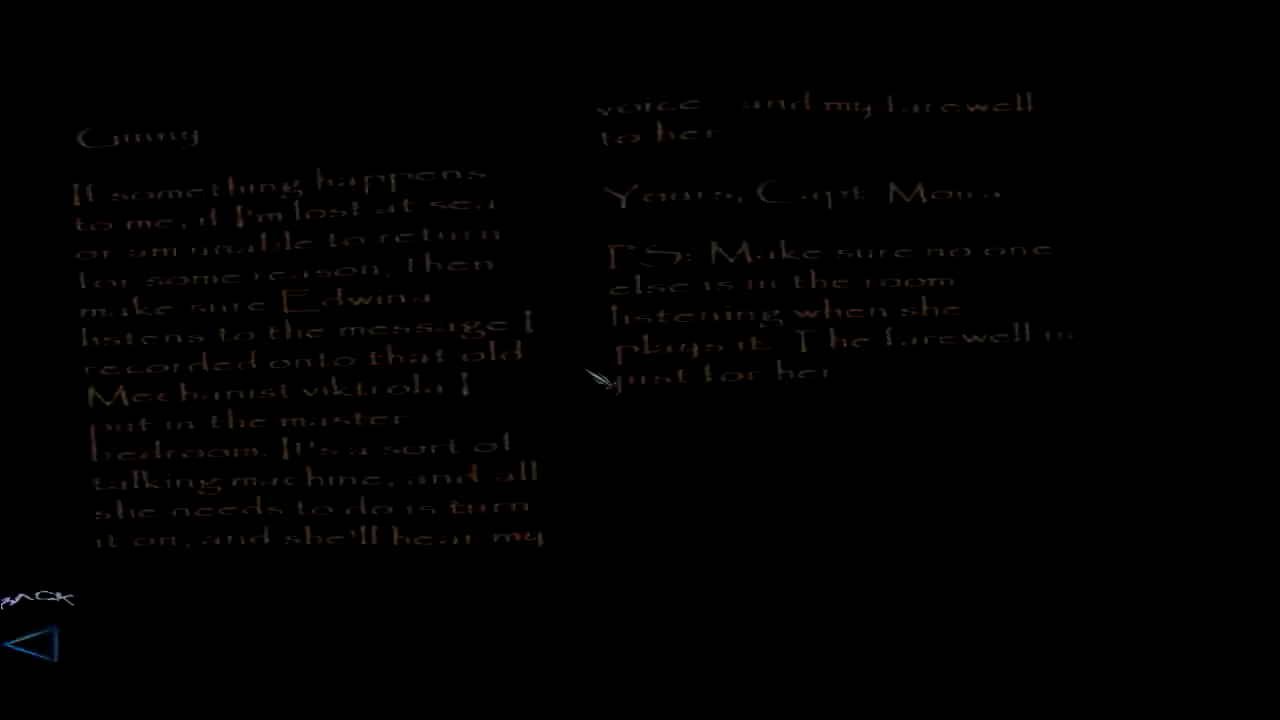 Ginny
If something happens
to me, if I'm lost at sea
or am unable to return
for some reason, then
make sure Edwina
listens to the message I
recorded onto that old
Mechanist viktrola I
put in the master
bedroom. It's a sort of
talking machine, and all
she needs to do is turn
it on, and she'll hear my
voice and my farewell
to her
Yours, Capt. Moira
PS: Make sure no one
else is in the room
listening when she
plays it. The farewell is
just for her
BACK